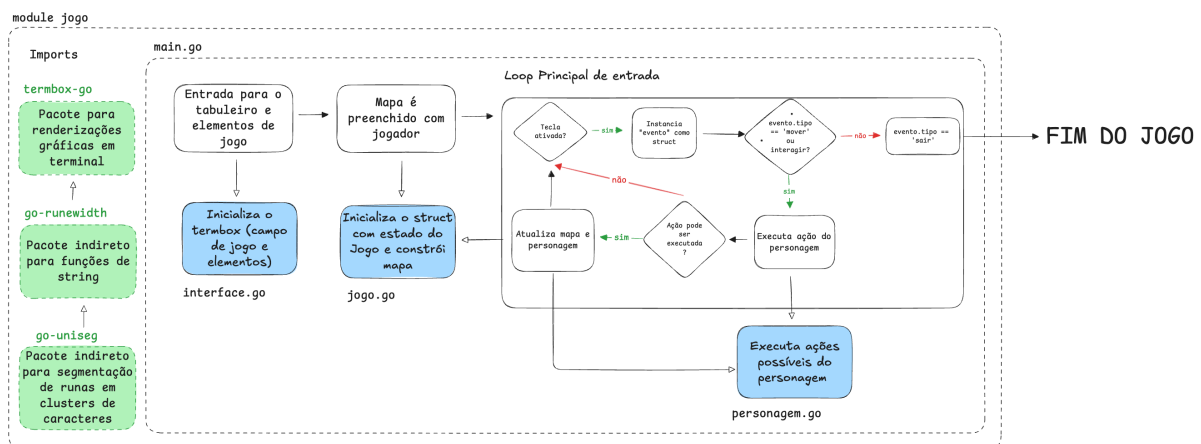 module jogo
Imports
termbox-go
Pacote para
renderizações
gráficas em
terminal
go-runewidth
Pacote indireto
para funções de
string
go-uniseg
Pacote indireto
para segmentação
de runas em
clusters de
caracteres
main.go
Entrada para o
tabuleiro e
elementos de
jogo
Mapa é
preenchido com
jogador
Inicializa o
termbox (campo
de jogo e
elementos)
interface.go
Inicializa o struct
com estado do
Jogo e constrói
mapa
jogo.go
Loop Principal de entrada
Tecla
ativada?
sim
Instancia
"evento" como
struct
•
evento.tipo
== 'mover'
ou
• interagir?
não
evento.tipo ==
'sair'
FIM DO JOGO
sim
Executa ação do
personagem
Ação pode
ser
executada
?
sim
não
Atualiza mapa e
personagem
Executa ações
possíveis do
personagem
personagem.go